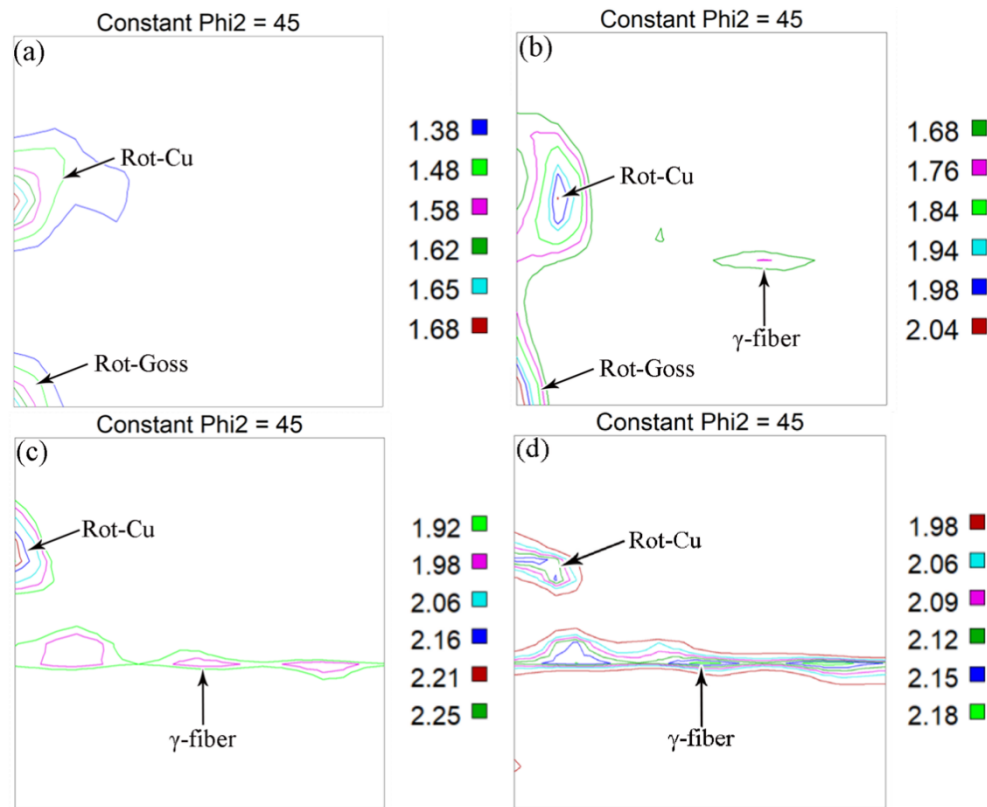 Constant Phi2 = 45
(a)
Rot-Cu
Rot-Goss
1.38
1.48
1.58
1.62
1.65
1.68
Constant Phi2 = 45
(b)
Rot-Cu
γ-fiber
Rot-Goss
1.68
1.76
1.84
1.94
1.98
2.04
Constant Phi2 = 45
(c)
Rot-Cu
γ-fiber
1.92
1.98
2.06
2.16
2.21
2.25
Constant Phi2 = 45
(d)
Rot-Cu
γ-fiber
1.98
2.06
2.09
2.12
2.15
2.18